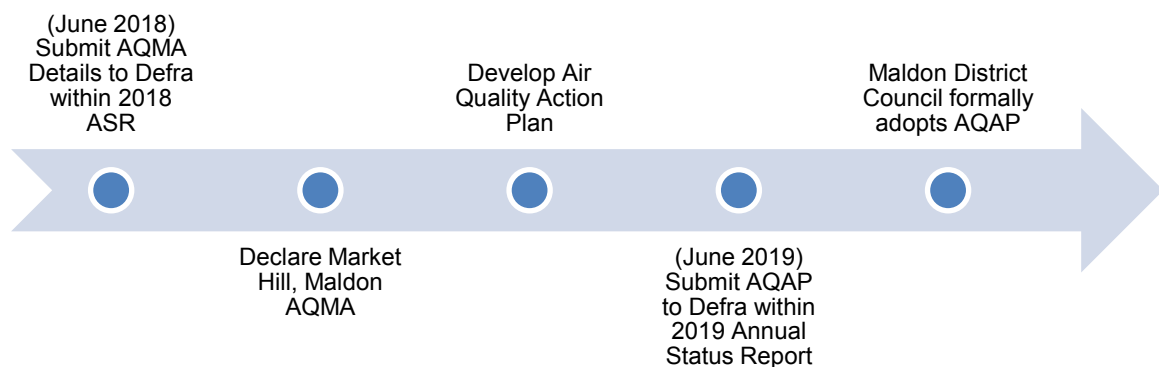 (June 2018)
Submit AQMA
Details to Defra
within 2018
ASR
Declare Market
Hill, Maldon
AQMA
Develop Air
Quality Action
Plan
(June 2019)
Submit AQAP
to Defra within
2019 Annual
Status Report
Maldon District
Council formally
adopts AQAP